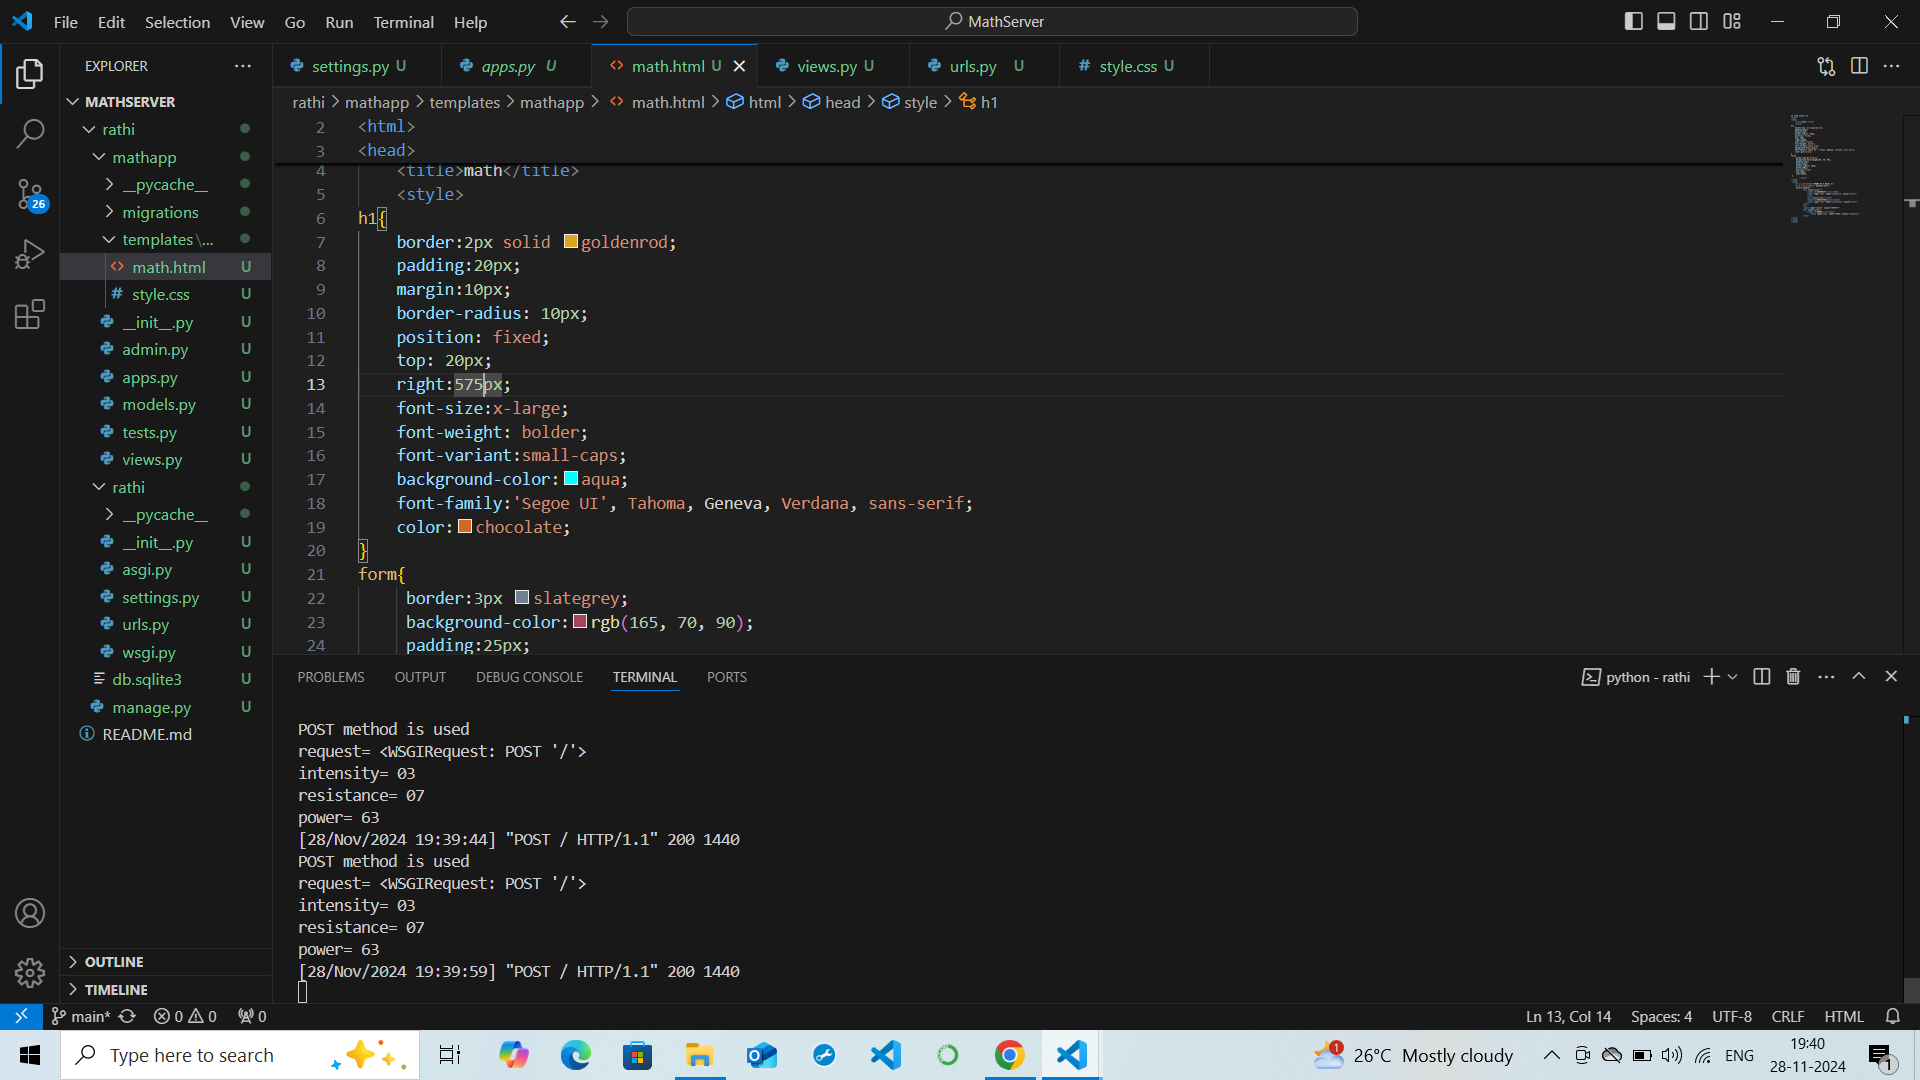 File Edit Selection View Go Run Terminal Help
MathServer
EXPLORER
settings.py U
apps.py U
math.html U
views.py U
urls.py U
style.css U
MATHSERVER
rathi > mathapp > templates > mathapp > math.html > html > head > style > h1
rathi
mathapp
__pycache__
migrations
templates \...
math.html U
style.css U
__init__.py U
admin.py U
apps.py U
models.py U
tests.py U
views.py U
rathi
__pycache__
__init__.py U
asgi.py U
settings.py U
urls.py U
wsgi.py U
db.sqlite3 U
manage.py U
README.md
OUTLINE
TIMELINE
26
2 <html>
3 <head>
4 <title>math</title>
5 <style>
6 h1{
7 border:2px solid goldenrod;
8 padding:20px;
9 margin:10px;
10 border-radius: 10px;
11 position: fixed;
12 top: 20px;
13 right:575px;
14 font-size:x-large;
15 font-weight: bolder;
16 font-variant:small-caps;
17 background-color:aqua;
18 font-family:'Segoe UI', Tahoma, Geneva, Verdana, sans-serif;
19 color:chocolate;
20 }
21 form{
22 border:3px slategrey;
23 background-color:rgb(165, 70, 90);
24 padding:25px;
PROBLEMS OUTPUT DEBUG CONSOLE TERMINAL PORTS
python - rathi
POST method is used
request= <WSGIRequest: POST '/'>
intensity= 03
resistance= 07
power= 63
[28/Nov/2024 19:39:44] "POST / HTTP/1.1" 200 1440
POST method is used
request= <WSGIRequest: POST '/'>
intensity= 03
resistance= 07
power= 63
[28/Nov/2024 19:39:59] "POST / HTTP/1.1" 200 1440
main* 0 0 0
Ln 13, Col 14 Spaces: 4 UTF-8 CRLF HTML
Type here to search
1 26°C Mostly cloudy
ENG
19:40
28-11-2024
1